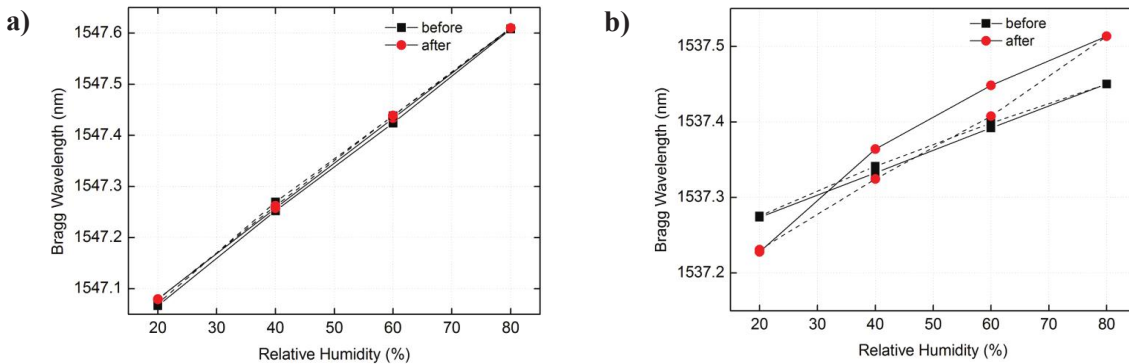 a)
before
after
1547.6
1547.5
1547.4
1547.3
1547.2
1547.1
Bragg Wavelength (nm)
20 30 40 50 60 70 80
Relative Humidity (%)
b)
before
after
1537.5
1537.4
1537.3
1537.2
Bragg Wavelength (nm)
20 30 40 50 60 70 80
Relative Humidity (%)